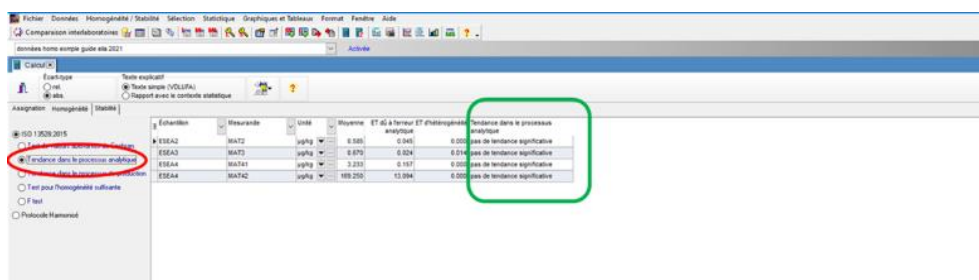 Fichier Données Homogénéité / Stabilité Sélection Statistique Graphiques et Tableaux Format Fenêtre Aide
Comparaison interlaboratoires
données homo exmple guide eila 2021 Activée
Calcul
Ecart-type Texte explicatif
rel. Texte simple (VDLUFA)
abs. Rapport avec le contexte statistique
Assignation Homogénéité Stabilité
Échantillon Mesurande Unité Moyenne ET dû à l'erreur analytique ET d'hétérogénéité Tendance dans le processus analytique
ISO 13528:2015
ESEA2 MAT2 µg/kg 0.585 0.045 0.000 pas de tendance significative
Tendance dans le processus analytique
ESEA3 MAT3 µg/kg 0.670 0.024 0.014 pas de tendance significative
ESEA4 MAT41 µg/kg 3.233 0.157 0.000 pas de tendance significative
ESEA4 MAT42 µg/kg 169.250 13.094 0.000 pas de tendance significative
Test pour l'homogénéité suffisante
F test
Protocole Harmonisé